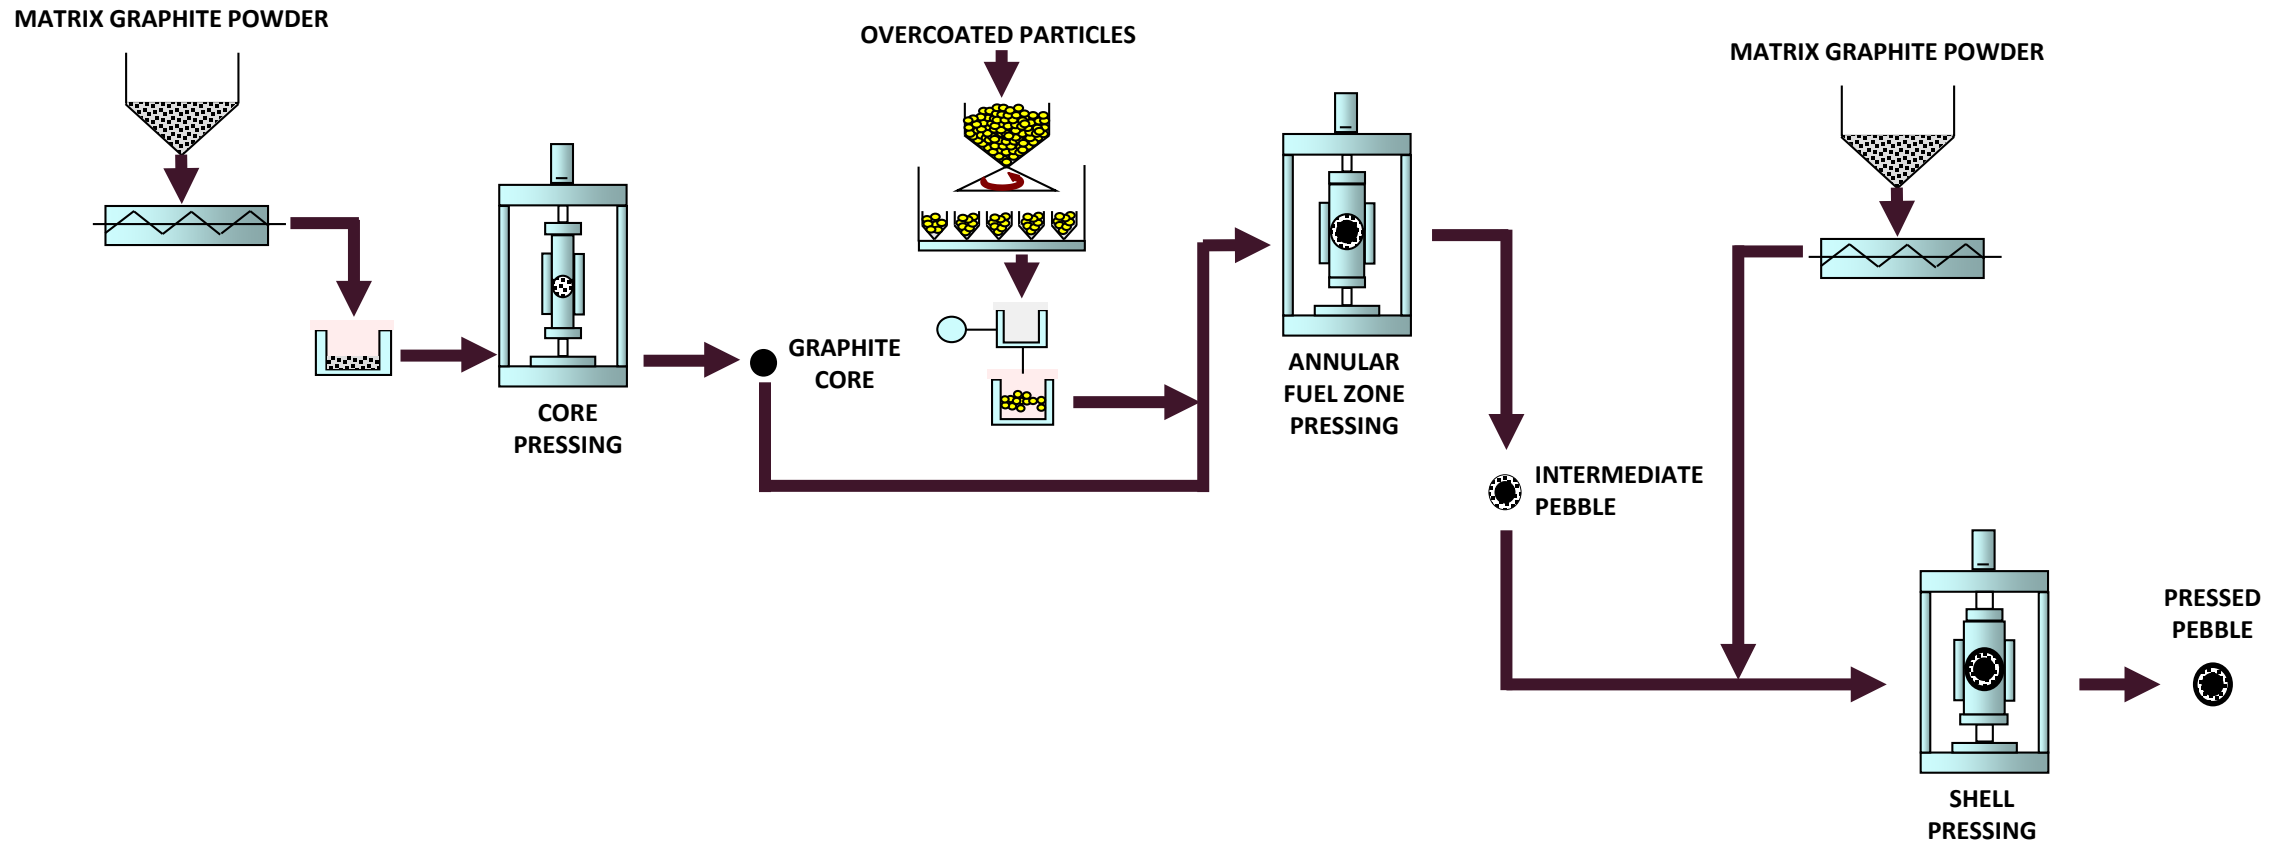 MATRIX GRAPHITE POWDER
OVERCOATED PARTICLES
MATRIX GRAPHITE POWDER
GRAPHITE
CORE
CORE
PRESSING
ANNULAR
FUEL ZONE
PRESSING
INTERMEDIATE
PEBBLE
PRESSED
PEBBLE
SHELL
PRESSING